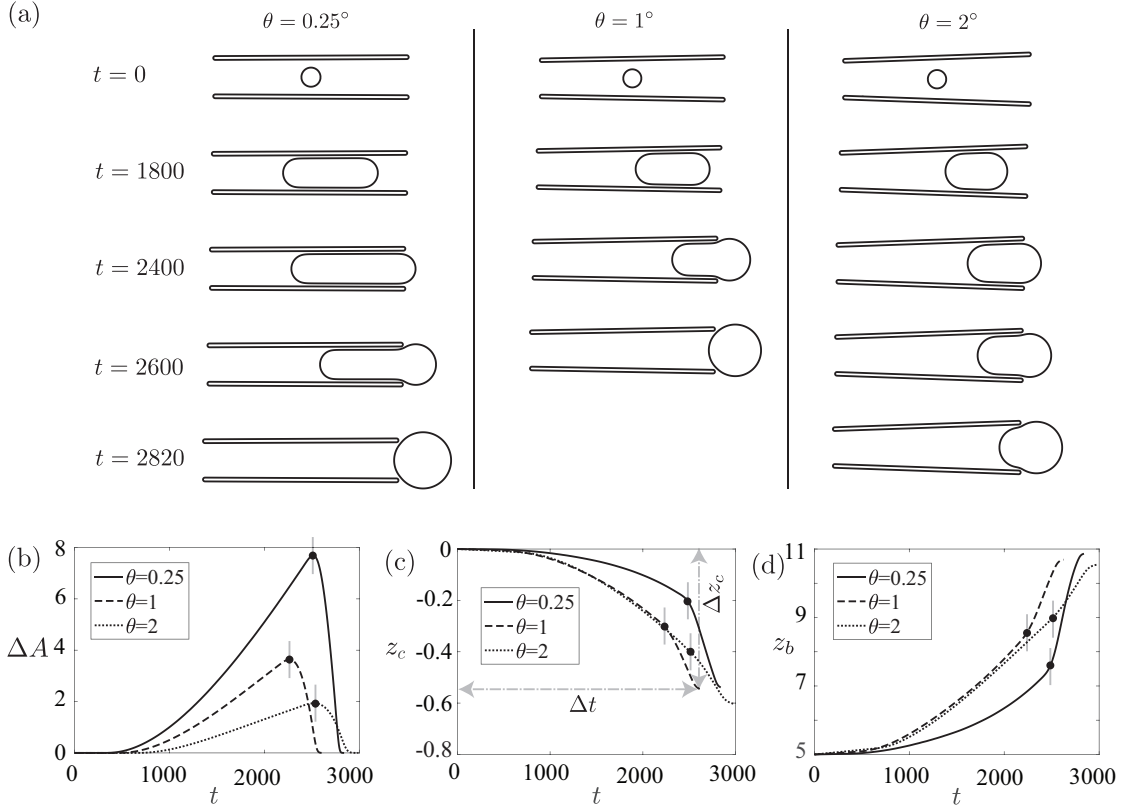 (a)
θ = 0.25° θ = 1° θ = 2°
t = 0
t = 1800
t = 2400
t = 2600
t = 2820
(b)
8
6
4
2
0
ΔA
θ=0.25
θ=1
θ=2
0 1000 2000 3000
t
(c)
0
-0.2
-0.4
-0.6
-0.8
z_c
θ=0.25
θ=1
θ=2
Δz_c
Δt
0 1000 2000 3000
t
(d)
11
9
7
5
z_b
θ=0.25
θ=1
θ=2
0 1000 2000 3000
t